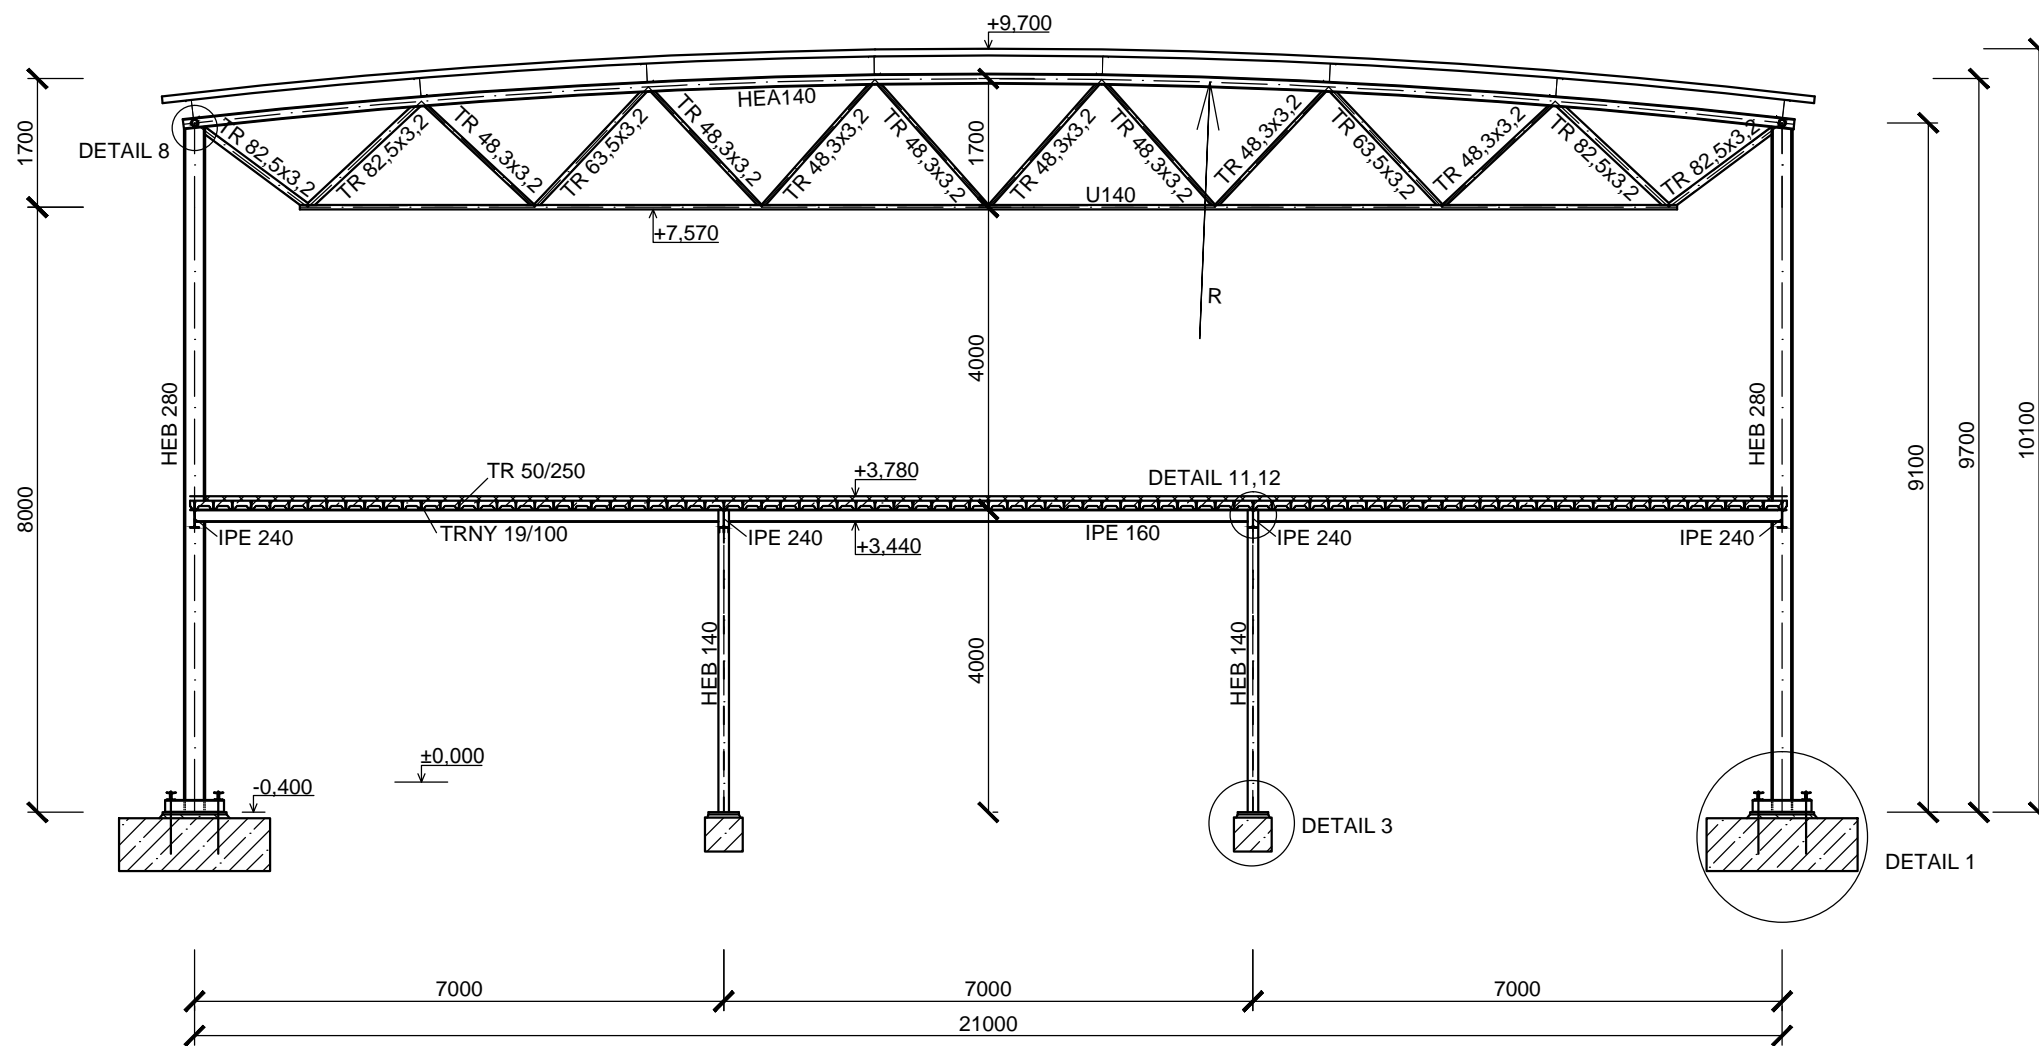 +9,700
HEA140
1700
1700
DETAIL 8
TR 82,5x3,2
TR 82,5x3,2
TR 48,3x3,2
TR 63,5x3,2
TR 48,3x3,2
TR 48,3x3,2
TR 48,3x3,2
TR 48,3x3,2
TR 48,3x3,2
TR 48,3x3,2
TR 63,5x3,2
TR 48,3x3,2
TR 82,5x3,2
TR 82,5x3,2
U140
+7,570
R
4000
HEB 280
HEB 280
8000
9100
9700
10100
TR 50/250
+3,780
DETAIL 11,12
IPE 240
TRNY 19/100
IPE 240
+3,440
IPE 160
IPE 240
IPE 240
HEB 140
4000
HEB 140
±0,000
-0,400
DETAIL 3
DETAIL 1
7000
7000
7000
21000